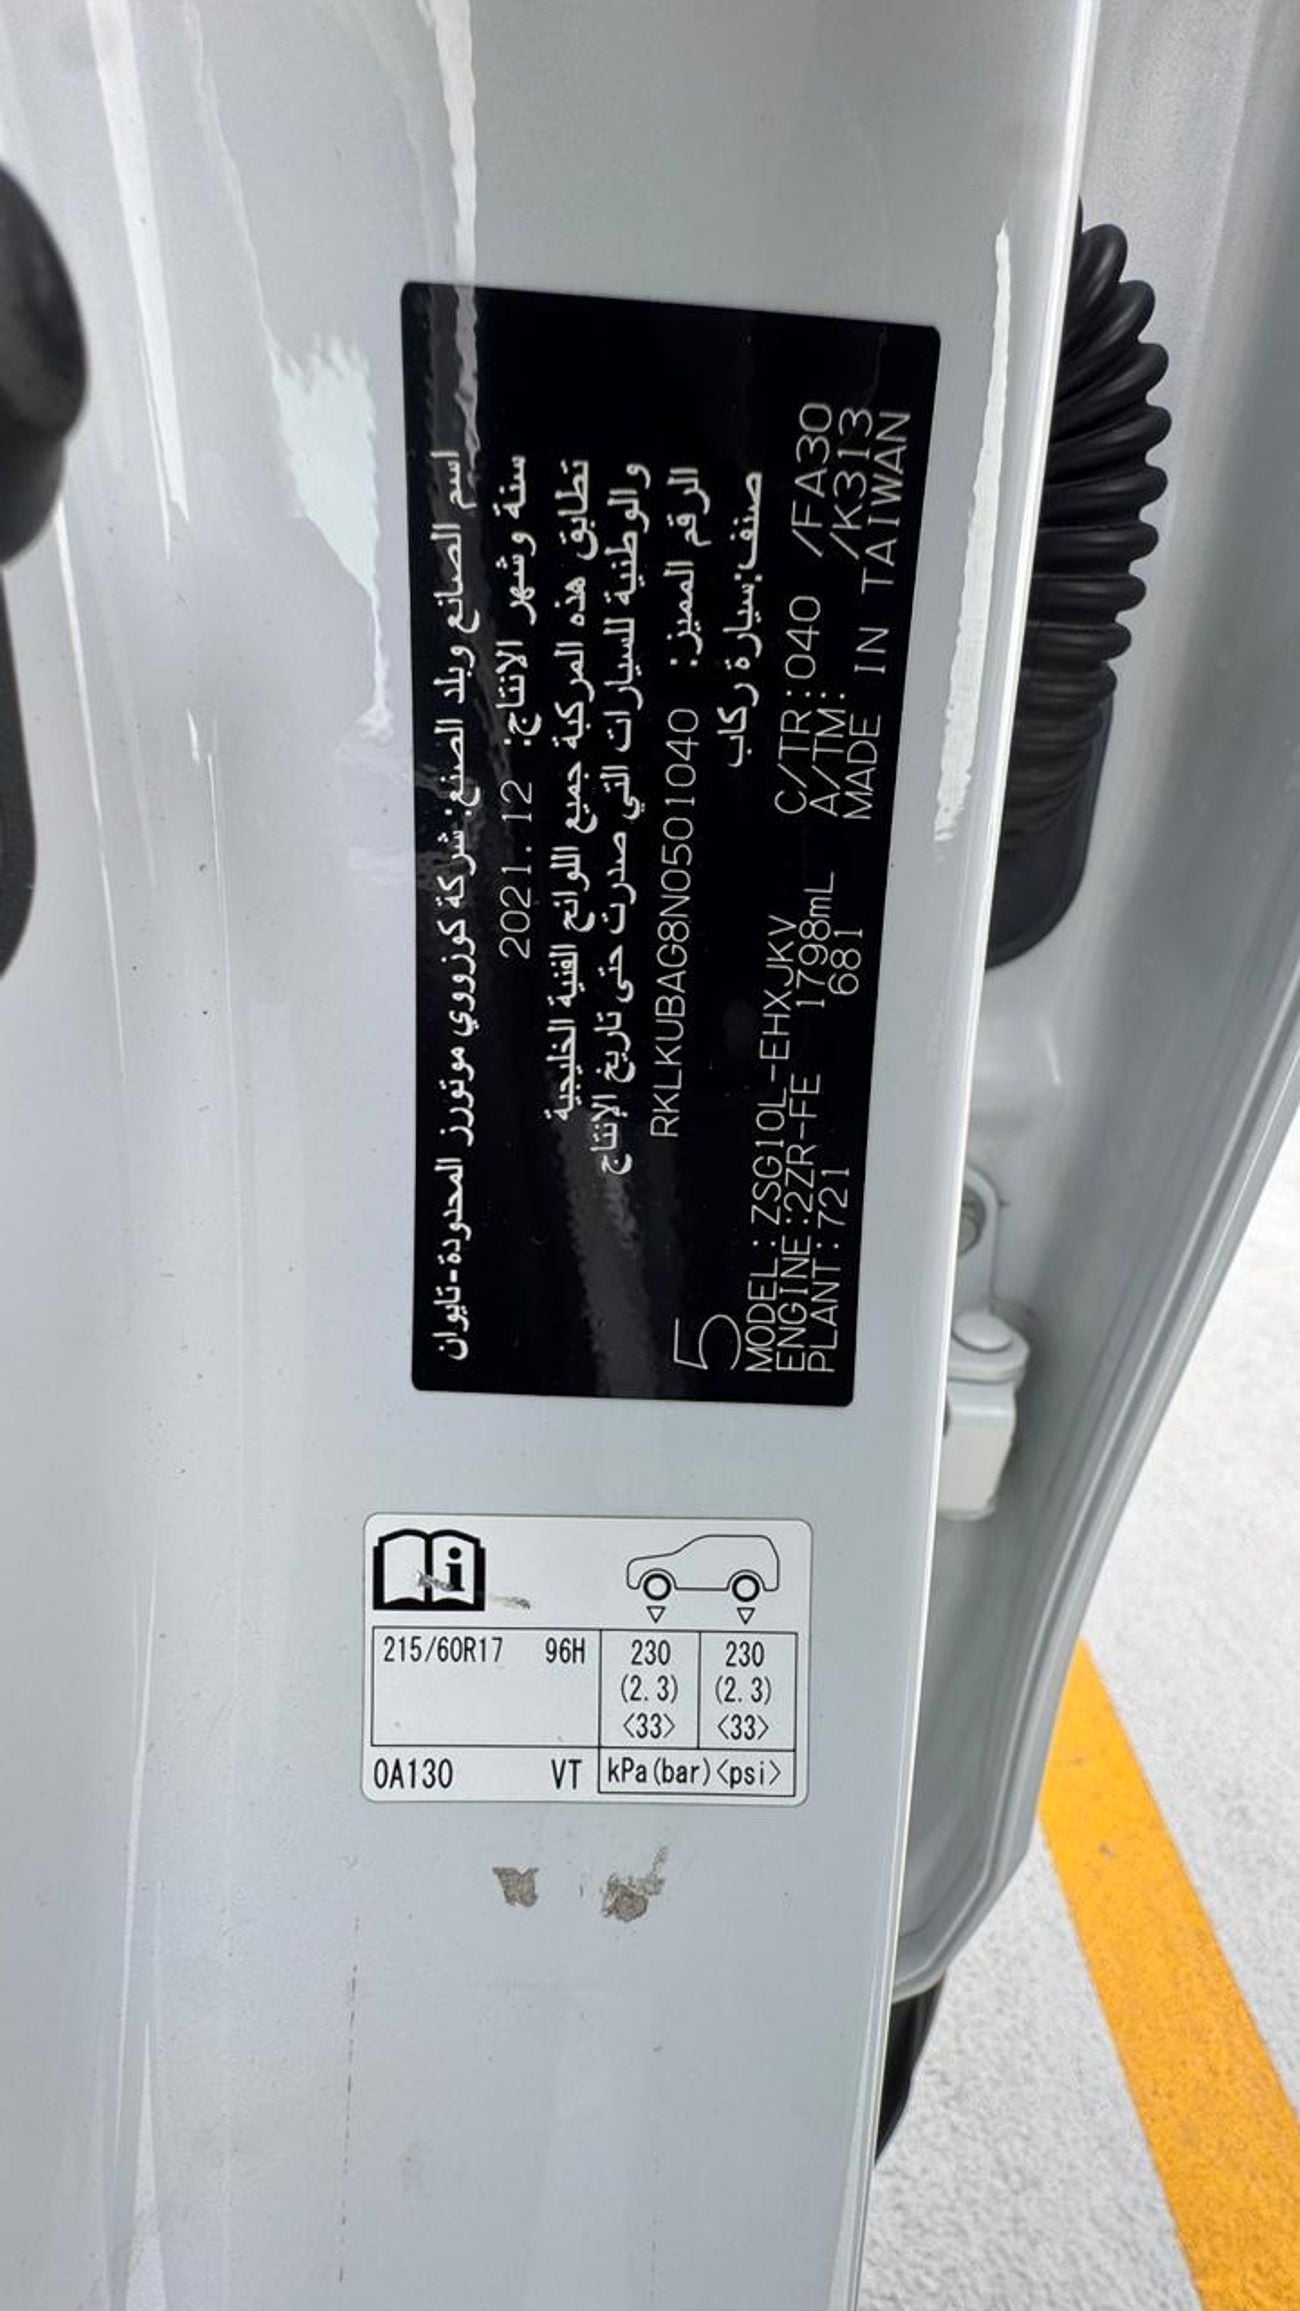 اسم الصانع وبلد الصنع: شركة كوزووي موتورز المحدودة-تايوان
سنة وشهر الانتاج: 2021.12
تطابق هذه المركبة جميع اللوائح الفنية الخليجية
والوطنية للسيارات التي صدرت حتى تاريخ الإنتاج
الرقم المميز: RKLKUBAG8N0501040
صنف:سيارة ركاب
5
MODEL:ZSG10L-EHXJKV
ENGINE:2ZR-FE 1798mL
PLANT:721 681
C/TR:040 /FA30
A/TM: /K313
MADE IN TAIWAN
215/60R17 96H 230 230
(2.3) (2.3)
<33> <33>
0A130 VT kPa(bar)<psi>